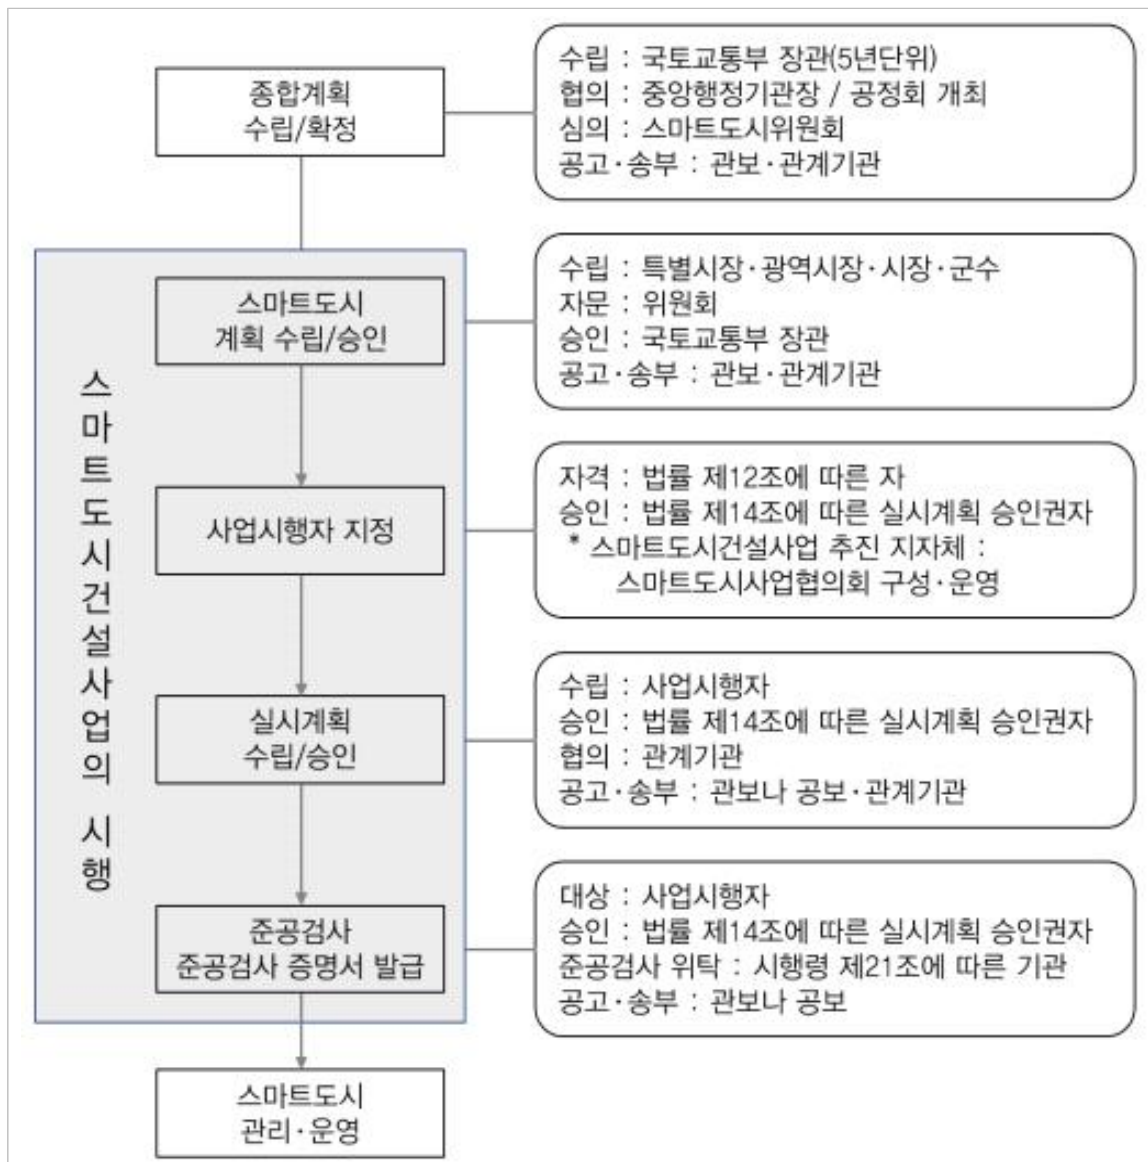 종합계획
수립/확정
수립 : 국토교통부 장관(5년단위)
협의 : 중앙행정기관장 / 공정회 개최
심의 : 스마트도시위원회
공고·송부 : 관보·관계기관
스마트도시건설사업의 시행
스마트도시
계획 수립/승인
수립 : 특별시장·광역시장·시장·군수
자문 : 위원회
승인 : 국토교통부 장관
공고·송부 : 관보·관계기관
사업시행자 지정
자격 : 법률 제12조에 따른 자
승인 : 법률 제14조에 따른 실시계획 승인권자
* 스마트도시건설사업 추진 지자체 :
스마트도시사업협의회 구성·운영
실시계획
수립/승인
수립 : 사업시행자
승인 : 법률 제14조에 따른 실시계획 승인권자
협의 : 관계기관
공고·송부 : 관보나 공보·관계기관
준공검사
준공검사 증명서 발급
대상 : 사업시행자
승인 : 법률 제14조에 따른 실시계획 승인권자
준공검사 위탁 : 시행령 제21조에 따른 기관
공고·송부 : 관보나 공보
스마트도시
관리·운영